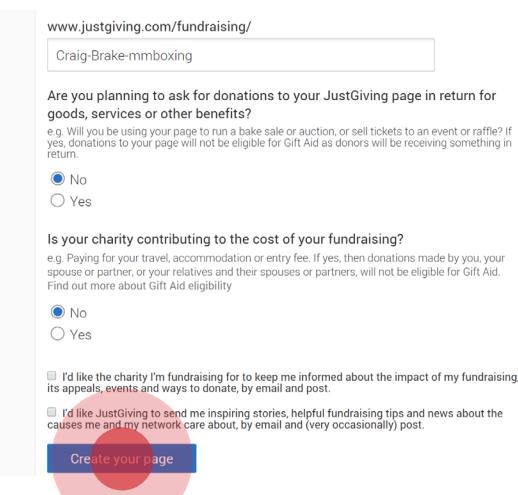 www.justgiving.com/fundraising/
Craig-Brake-mmboxing
Are you planning to ask for donations to your JustGiving page in return for
goods, services or other benefits?
e.g. Will you be using your page to run a bake sale or auction, or sell tickets to an event or raffle? If
yes, donations to your page will not be eligible for Gift Aid as donors will be receiving something in
return.
No
Yes
Is your charity contributing to the cost of your fundraising?
e.g. Paying for your travel, accommodation or entry fee. If yes, then donations made by you, your
spouse or partner, or your relatives and their spouses or partners, will not be eligible for Gift Aid.
Find out more about Gift Aid eligibility
No
Yes
I'd like the charity I'm fundraising for to keep me informed about the impact of my fundraising,
its appeals, events and ways to donate, by email and post.
I'd like JustGiving to send me inspiring stories, helpful fundraising tips and news about the
causes me and my network care about, by email and (very occasionally) post.
Create your page